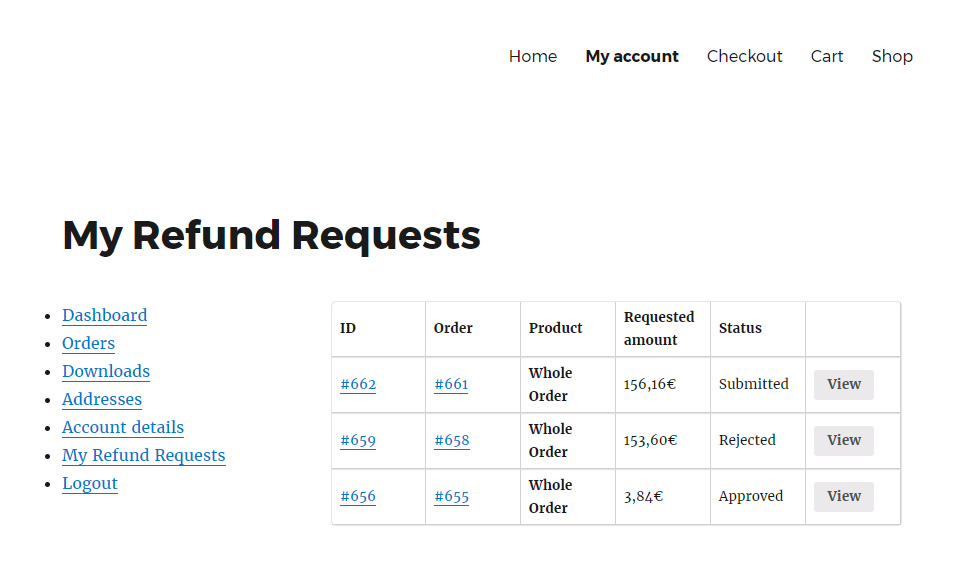 Home My account Checkout Cart Shop
My Refund Requests
Dashboard
Orders
Downloads
Addresses
Account details
My Refund Requests
Logout
ID Order Product Requested amount Status
#662 #661 Whole Order 156,16€ Submitted View
#659 #658 Whole Order 153,60€ Rejected View
#656 #655 Whole Order 3,84€ Approved View